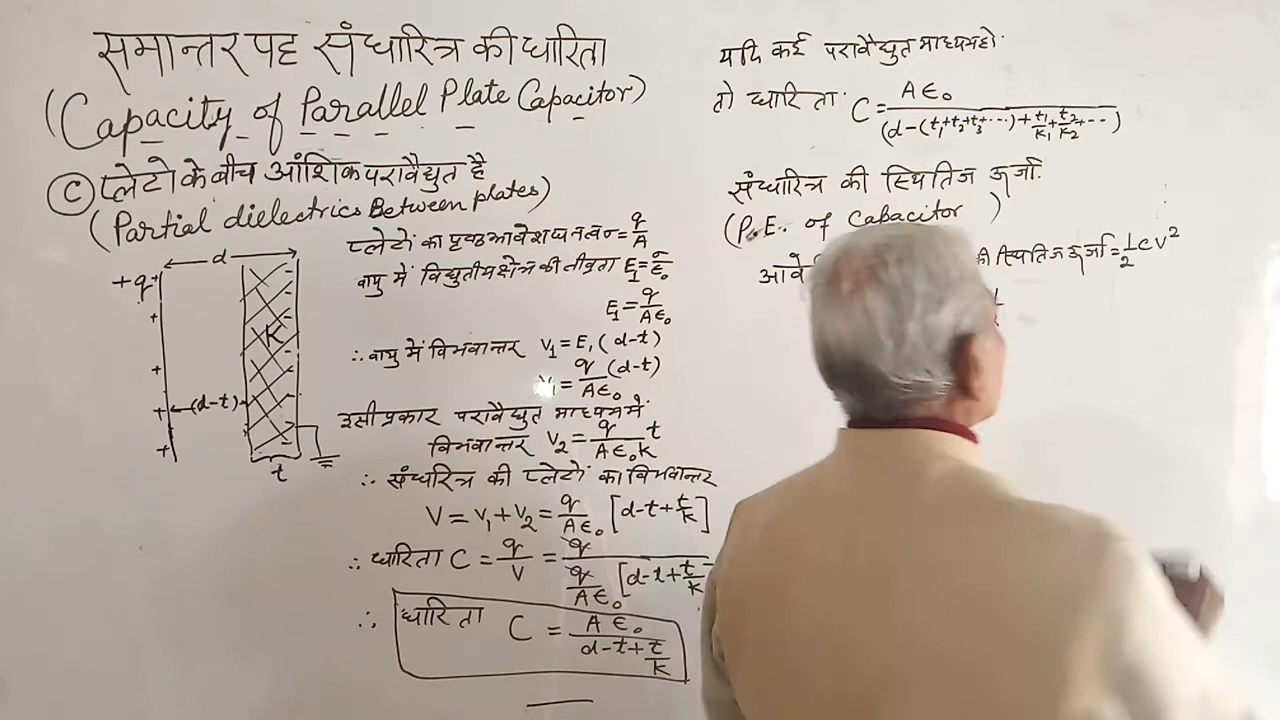 समान्तर पट्ट संधारित्र की धारिता
(Capacity of Parallel Plate Capacitor)
(C) प्लेटो के बीच आंशिक परावैद्युत है
(Partial dielectrics Between plates)
d
+q
+
+
+
+
K
(d-t)
t
प्लेटों का पृष्ठ आवेश घनत्व = q/A
वायु में विद्युतीय क्षेत्र की तीव्रता E₁ = σ/ε₀
E₁ = q/Aε₀
∴ वायु में विभवान्तर V₁ = E₁ (d-t)
V₁ = q/Aε₀ (d-t)
इसी प्रकार परावैद्युत माध्यम में
विभवान्तर V₂ = q/Aε₀K t
∴ संधारित्र की प्लेटों का विभवान्तर
V = V₁ + V₂ = q/Aε₀ [d-t+t/K]
∴ धारिता C = q/V = q / q/Aε₀ [d-t+t/K
∴ धारिता C = Aε₀ / d-t+t/K
यदि कई परावैद्युत माध्यम हो
तो धारिता C = Aε₀ / (d-(t₁+t₂+t₃+...)+t₁/K₁+t₂/K₂+--)
संधारित्र की स्थितिज ऊर्जा
(P.E. of Capacitor)
की स्थितिज ऊर्जा = 1/2 CV²